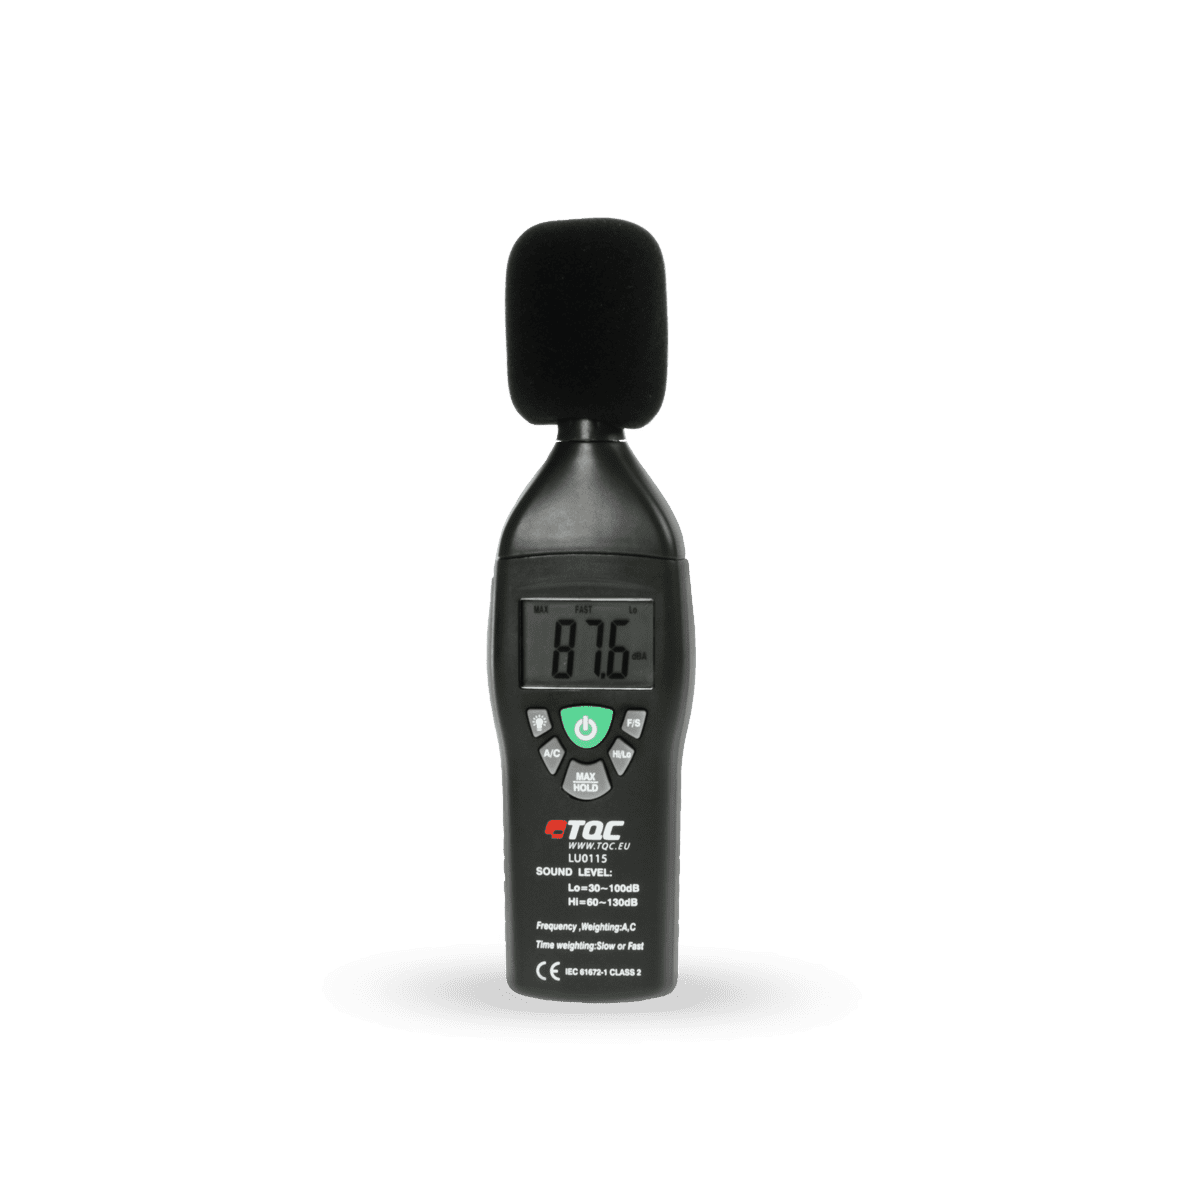 MAX FAST Lo
87.6 dBA
F/S
A/C Hi/Lo
MAX
HOLD
TQC
WWW.TQC.EU
LU0115
SOUND LEVEL:
Lo=30~100dB
Hi=60~130dB
Frequency ,Weighting:A,C
Time weighting:Slow or Fast
CE IEC 61672-1 CLASS 2